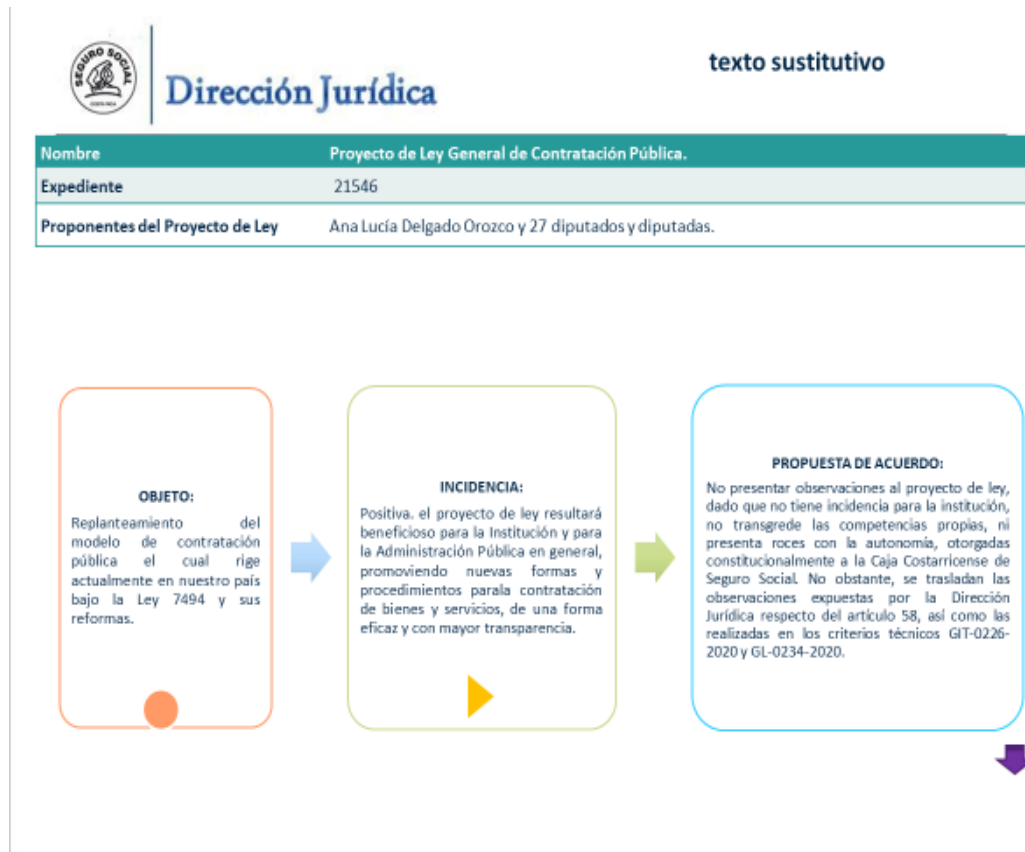 SEGURO SOCIAL
COSTA RICA
Dirección Jurídica
texto sustitutivo
Nombre Proyecto de Ley General de Contratación Pública.
Expediente 21546
Proponentes del Proyecto de Ley Ana Lucía Delgado Orozco y 27 diputados y diputadas.
OBJETO:
Replanteamiento del
modelo de contratación
pública el cual rige
actualmente en nuestro país
bajo la Ley 7494 y sus
reformas.
INCIDENCIA:
Positiva. el proyecto de ley resultará
beneficioso para la Institución y para
la Administración Pública en general,
promoviendo nuevas formas y
procedimientos parala contratación
de bienes y servicios, de una forma
eficaz y con mayor transparencia.
PROPUESTA DE ACUERDO:
No presentar observaciones al proyecto de ley,
dado que no tiene incidencia para la institución,
no transgrede las competencias propias, ni
presenta roces con la autonomía, otorgadas
constitucionalmente a la Caja Costarricense de
Seguro Social. No obstante, se trasladan las
observaciones expuestas por la Dirección
Jurídica respecto del artículo 58, así como las
realizadas en los criterios técnicos GIT-0226-
2020 y GL-0234-2020.